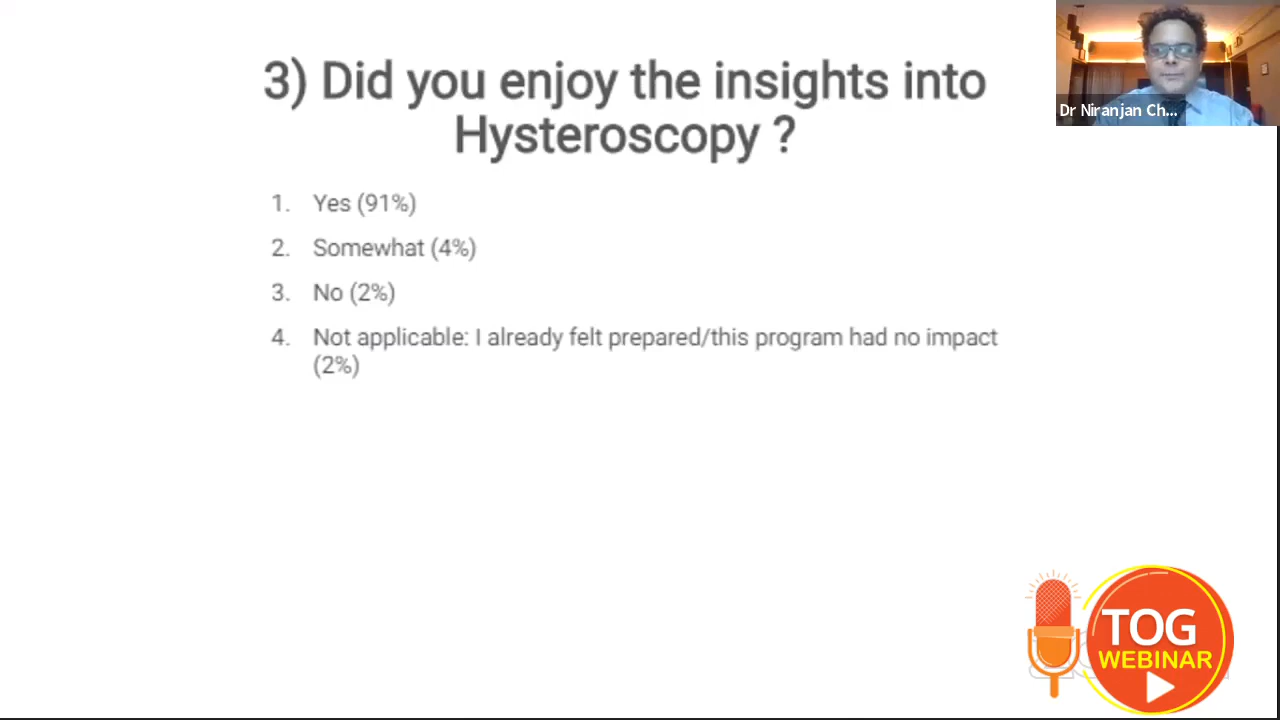 3) Did you enjoy the insights into
Hysteroscopy ?
1. Yes (91%)
2. Somewhat (4%)
3. No (2%)
4. Not applicable: I already felt prepared/this program had no impact
(2%)
Dr Niranjan Ch...
TOG
WEBINAR